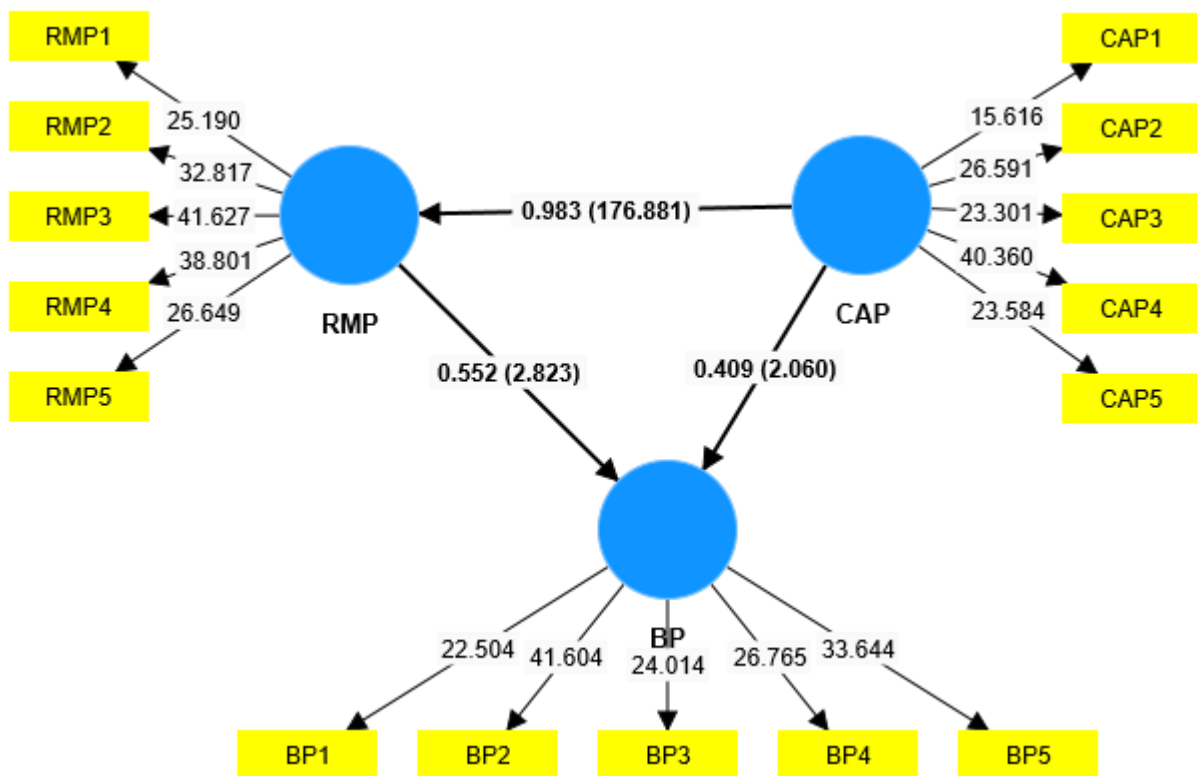 RMP1
CAP1
25.190
15.616
RMP2
CAP2
32.817
26.591
RMP3
41.627
0.983 (176.881)
23.301
CAP3
38.801
40.360
RMP4
26.649
RMP
CAP
23.584
CAP4
0.552 (2.823)
0.409 (2.060)
RMP5
CAP5
BP
22.504
41.604
24.014
26.765
33.644
BP1
BP2
BP3
BP4
BP5